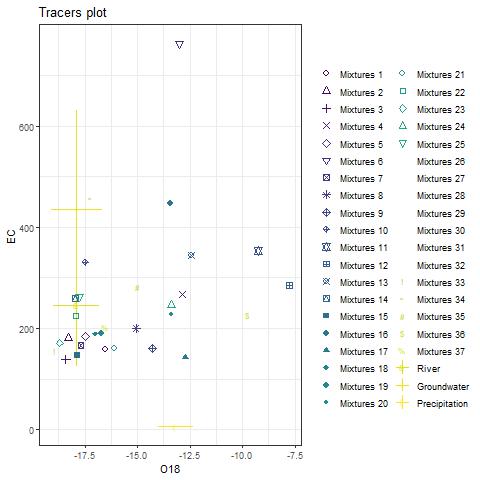 Tracers plot
EC
600
400
200
0
-17.5
-15.0
-12.5
-10.0
-7.5
O18
Mixtures 1
Mixtures 2
Mixtures 3
Mixtures 4
Mixtures 5
Mixtures 6
Mixtures 7
Mixtures 8
Mixtures 9
Mixtures 10
Mixtures 11
Mixtures 12
Mixtures 13
Mixtures 14
Mixtures 15
Mixtures 16
Mixtures 17
Mixtures 18
Mixtures 19
Mixtures 20
Mixtures 21
Mixtures 22
Mixtures 23
Mixtures 24
Mixtures 25
Mixtures 26
Mixtures 27
Mixtures 28
Mixtures 29
Mixtures 30
Mixtures 31
Mixtures 32
Mixtures 33
Mixtures 34
# Mixtures 35
$ Mixtures 36
% Mixtures 37
River
Groundwater
Precipitation